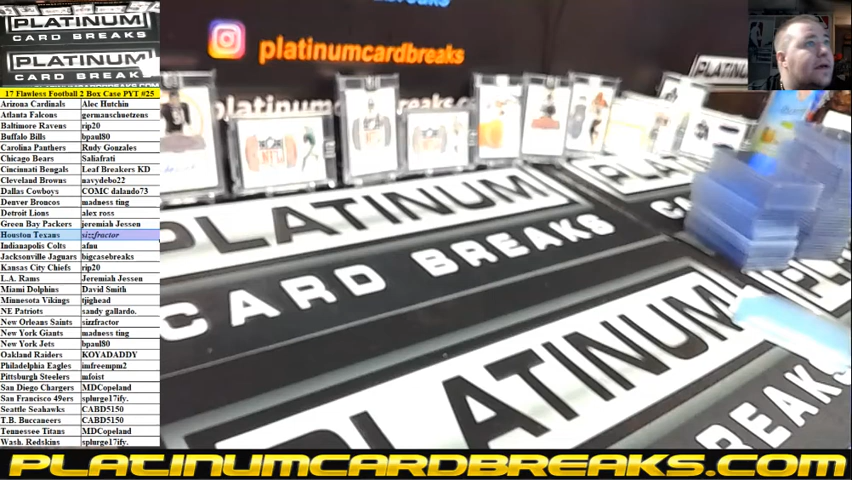 PLATINUM
CARD BREAKS
PLATINUM
CARD BREAKS
platinumcardbreaks
platinumcardbreaks
17 Flawless Football 2 Box Case PYT #25
Arizona Cardinals Alec Hutchin
Atlanta Falcons germanschuetzens
Baltimore Ravens rip20
Buffalo Bills bpaul80
Carolina Panthers Rudy Gonzales
Chicago Bears Saliafrati
Cincinnati Bengals Leaf Breakers KD
Cleveland Browns navydebo22
Dallas Cowboys COMC dalando73
Denver Broncos madness ting
Detroit Lions alex ross
Green Bay Packers jeremiah Jessen
Houston Texans sizzfractor
Indianapolis Colts afnu
Jacksonville Jaguars bigcasebreaks
Kansas City Chiefs rip20
L.A. Rams Jeremiah Jessen
Miami Dolphins David Smith
Minnesota Vikings tjighead
NE Patriots sandy gallardo.
New Orleans Saints sizzfractor
New York Giants madness ting
New York Jets bpaul80
Oakland Raiders KOYADADDY
Philadelphia Eagles imfreempm2
Pittsburgh Steelers mfoist
San Diego Chargers MDCopeland
San Francisco 49ers splurge17ify.
Seattle Seahawks CABD5150
T.B. Buccaneers CABD5150
Tennessee Titans MDCopeland
Wash. Redskins splurge17ify.
PLATINUM
CARD BREAKS
PLATINUM
BREAKS
PLATINUMCARDBREAKS.COM